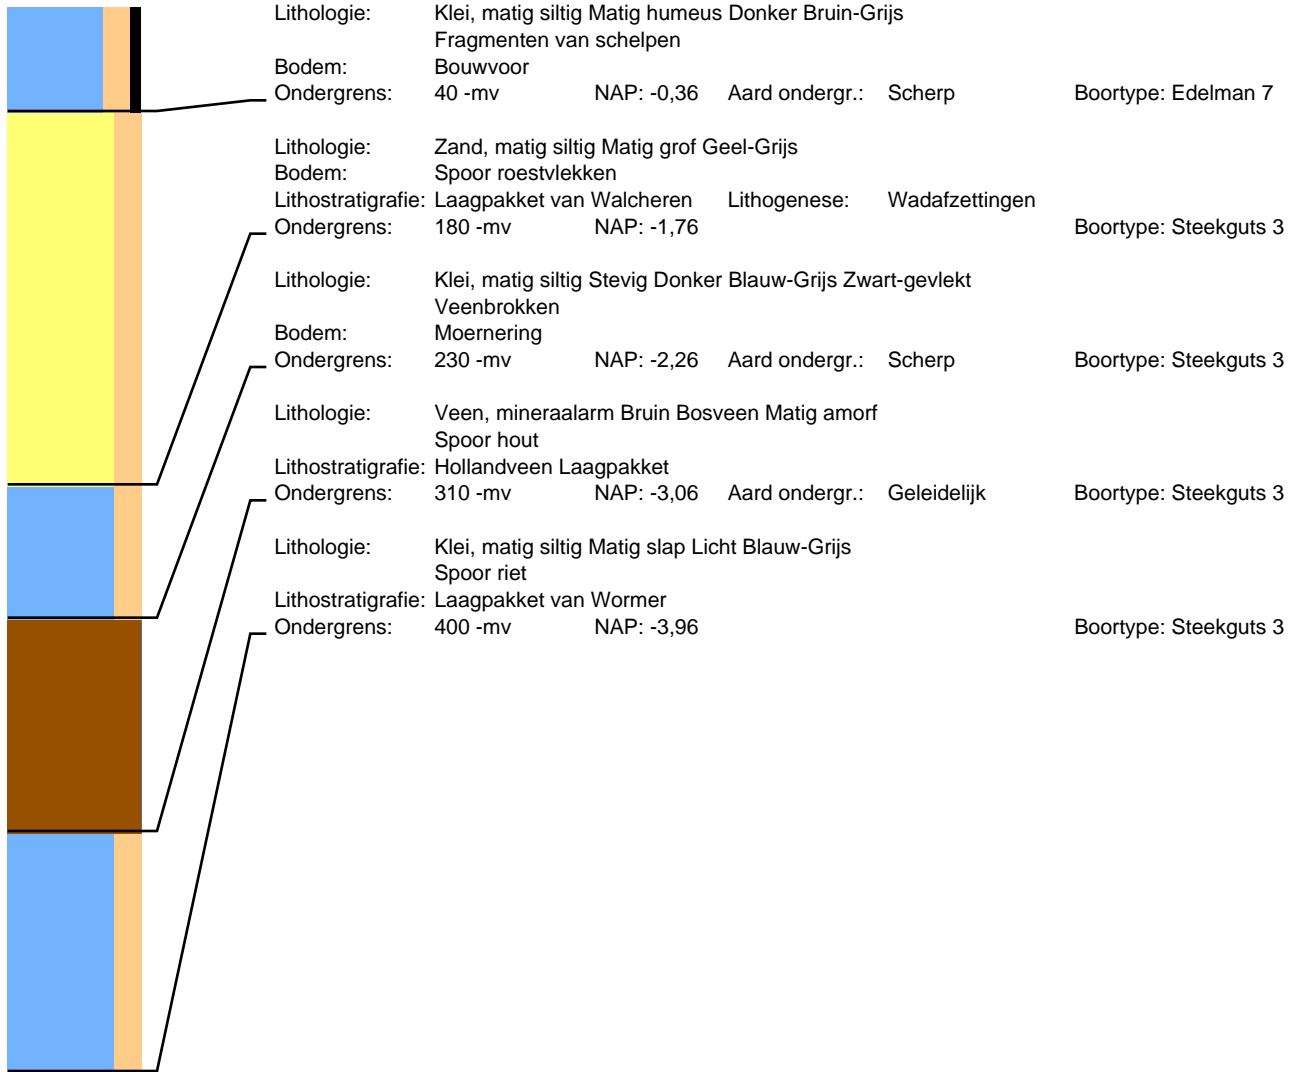 Lithologie: Klei, matig siltig Matig humeus Donker Bruin-Grijs
Fragmenten van schelpen
Bodem: Bouwvoor
Ondergrens: 40 -mv NAP: -0,36 Aard ondergr.: Scherp Boortype: Edelman 7
Lithologie: Zand, matig siltig Matig grof Geel-Grijs
Bodem: Spoor roestvlekken
Lithostratigrafie: Laagpakket van Walcheren Lithogenese: Wadafzettingen
Ondergrens: 180 -mv NAP: -1,76 Boortype: Steekguts 3
Lithologie: Klei, matig siltig Stevig Donker Blauw-Grijs Zwart-gevlekt
Veenbrokken
Bodem: Moernering
Ondergrens: 230 -mv NAP: -2,26 Aard ondergr.: Scherp Boortype: Steekguts 3
Lithologie: Veen, mineraalarm Bruin Bosveen Matig amorf
Spoor hout
Lithostratigrafie: Hollandveen Laagpakket
Ondergrens: 310 -mv NAP: -3,06 Aard ondergr.: Geleidelijk Boortype: Steekguts 3
Lithologie: Klei, matig siltig Matig slap Licht Blauw-Grijs
Spoor riet
Lithostratigrafie: Laagpakket van Wormer
Ondergrens: 400 -mv NAP: -3,96 Boortype: Steekguts 3